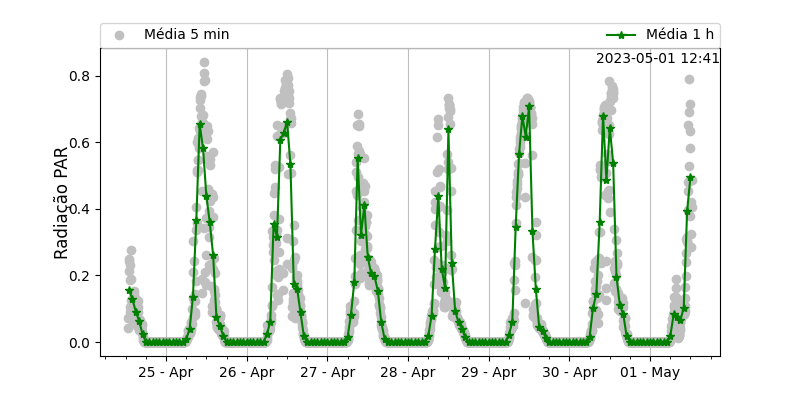 Média 5 min
Média 1 h
2023-05-01 12:41
Radiação PAR
0.8
0.6
0.4
0.2
0.0
25 - Apr
26 - Apr
27 - Apr
28 - Apr
29 - Apr
30 - Apr
01 - May